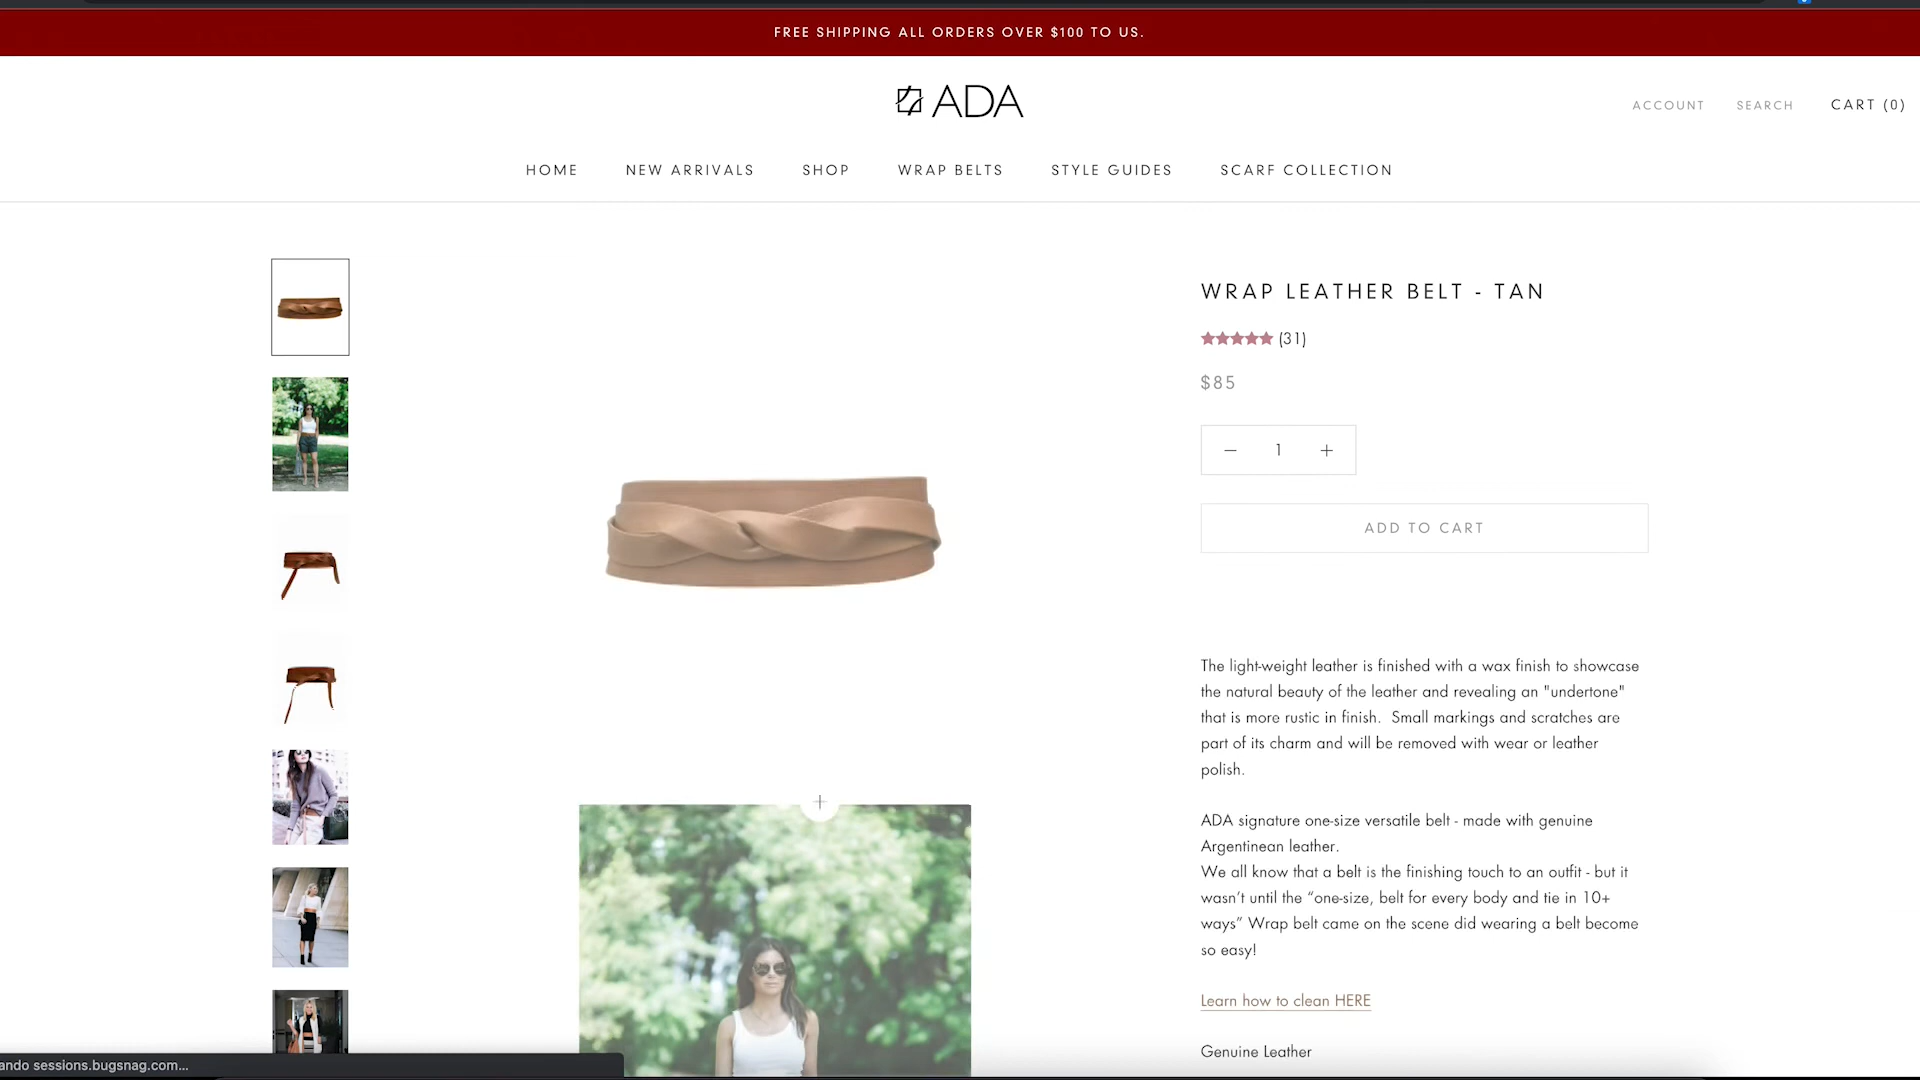 FREE SHIPPING ALL ORDERS OVER $100 TO US.
ADA
ACCOUNT SEARCH CART (0)
HOME NEW ARRIVALS SHOP WRAP BELTS STYLE GUIDES SCARF COLLECTION
WRAP LEATHER BELT - TAN
(31)
$85
− 1 +
ADD TO CART
The light-weight leather is finished with a wax finish to showcase
the natural beauty of the leather and revealing an "undertone"
that is more rustic in finish.  Small markings and scratches are
part of its charm and will be removed with wear or leather
polish.
ADA signature one-size versatile belt - made with genuine
Argentinean leather.
We all know that a belt is the finishing touch to an outfit - but it
wasn’t until the “one-size, belt for every body and tie in 10+
ways” Wrap belt came on the scene did wearing a belt become
so easy!
Learn how to clean HERE
Genuine Leather
ando sessions.bugsnag.com...